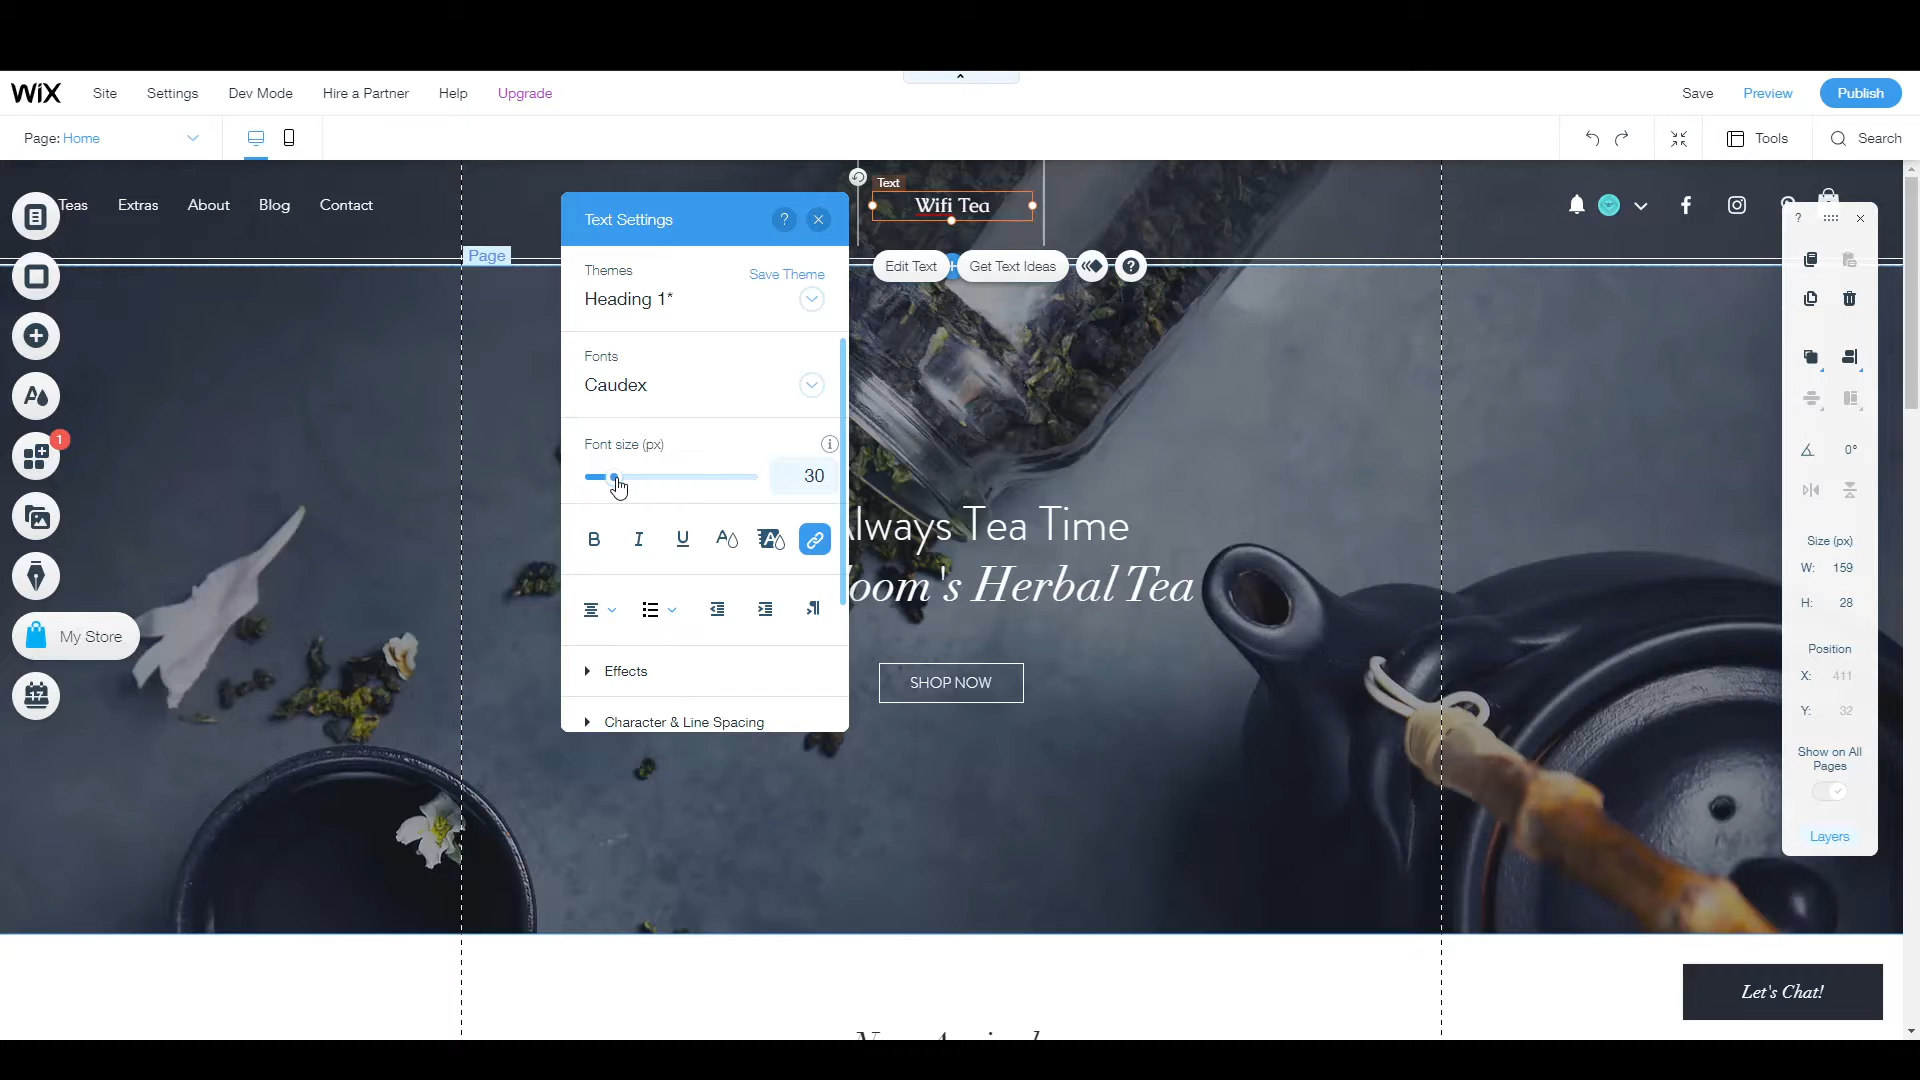 WiX
Site
Settings
Dev Mode
Hire a Partner
Help
Upgrade
Save
Preview
Publish
Page: Home
Tools
Search
Teas
Extras
About
Blog
Contact
Text
Wifi Tea
Page
Edit Text
Get Text Ideas
?
Text Settings
?
Themes
Save Theme
Heading 1*
Fonts
Caudex
Font size (px)
30
B
I
U
A
A
Effects
Character & Line Spacing
1
My Store
17
lways Tea Time
oom's Herbal Tea
SHOP NOW
?
0°
Size (px)
W: 159
H: 28
Position
X: 411
Y: 32
Show on All
Pages
Layers
Let's Chat!